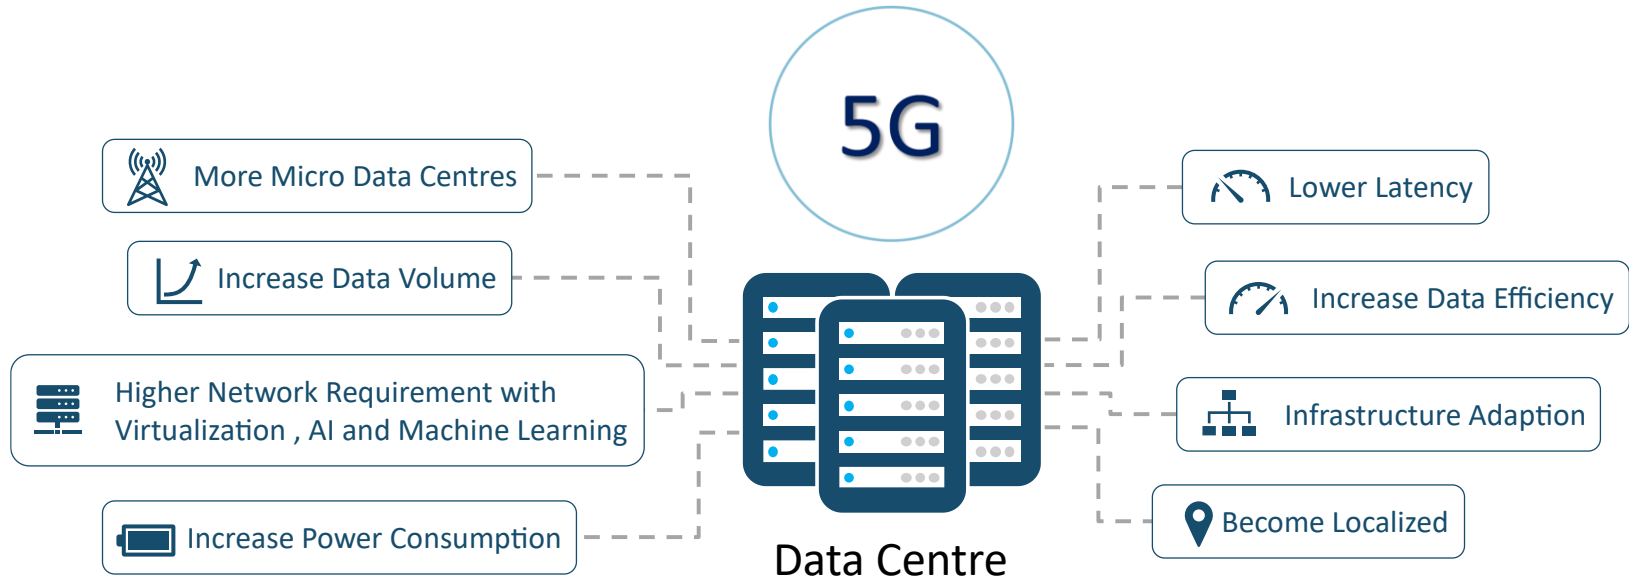 5G
More Micro Data Centres
Increase Data Volume
Higher Network Requirement with
Virtualization , AI and Machine Learning
Increase Power Consumption
Lower Latency
Increase Data Efficiency
Infrastructure Adaption
Become Localized
Data Centre